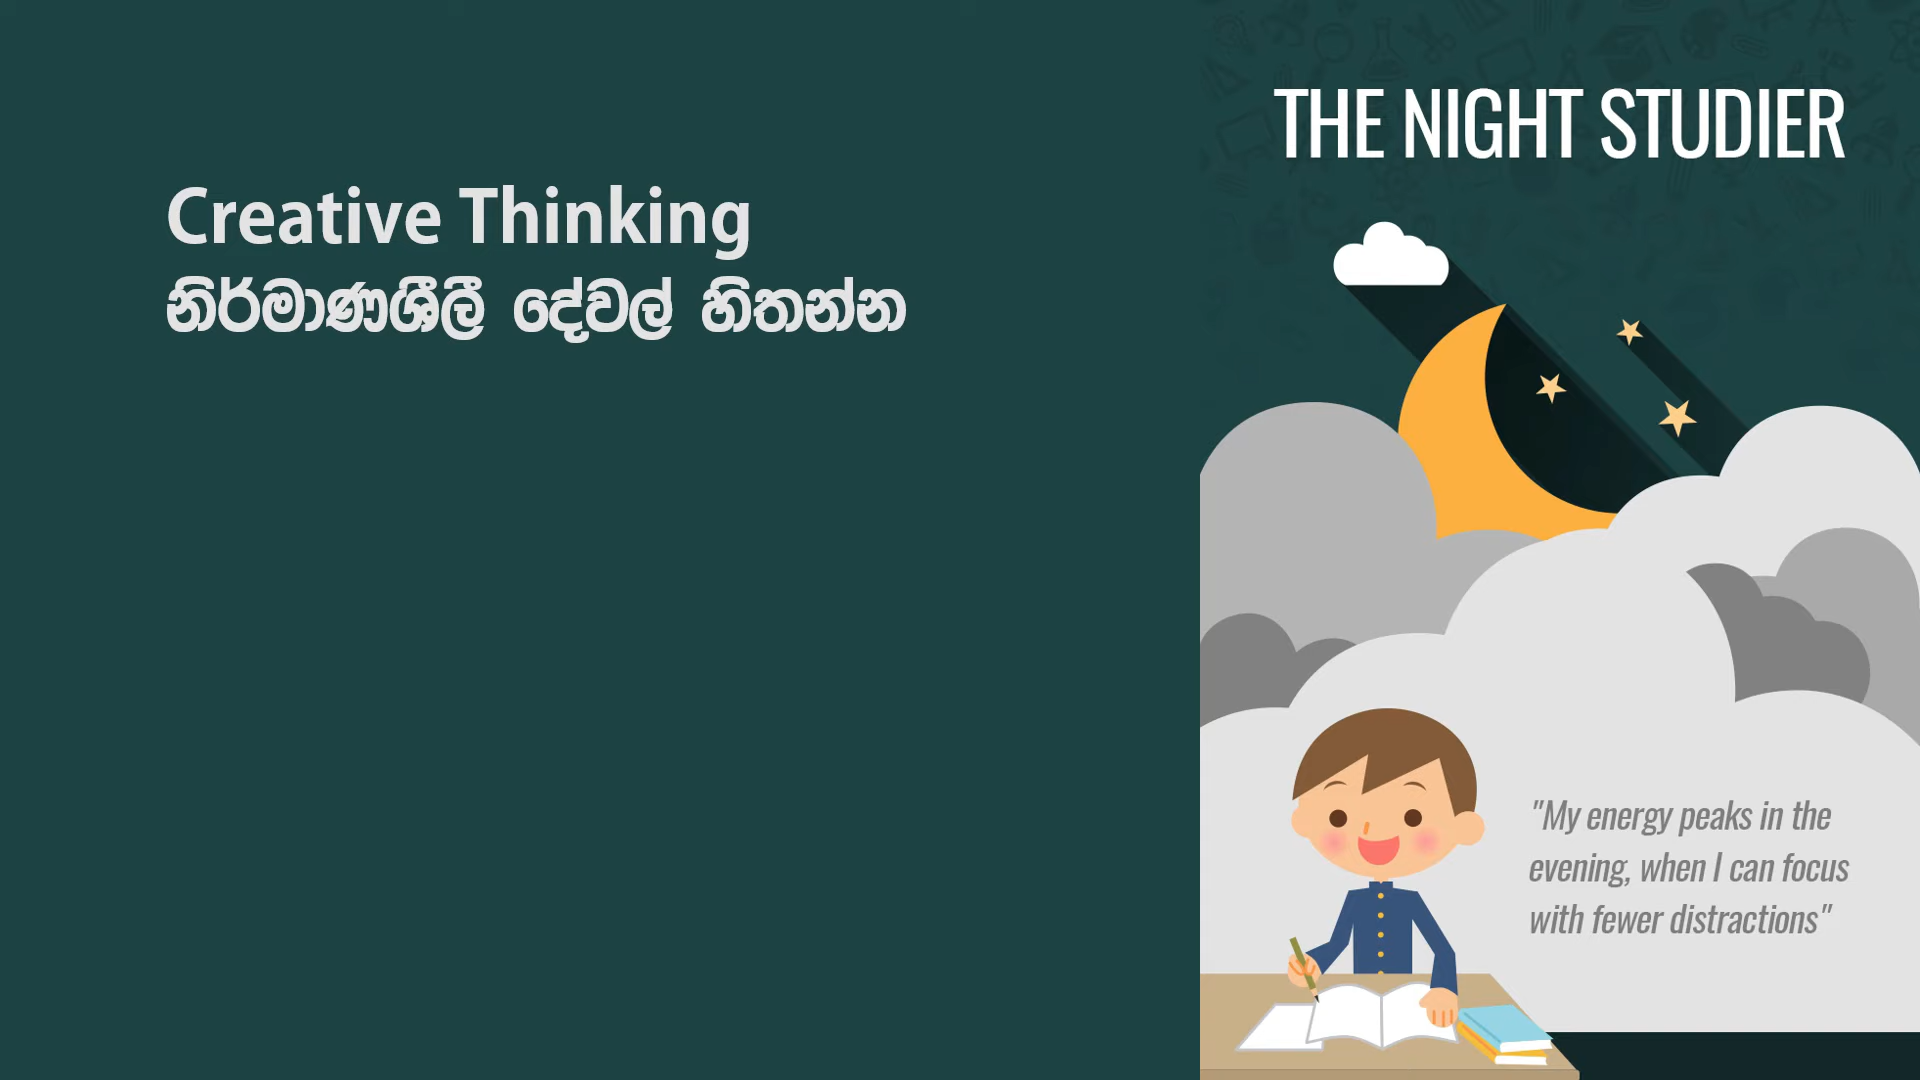 Creative Thinking
නිර්මාණශීලී දේවල් හිතන්න
THE NIGHT STUDIER
"My energy peaks in the
evening, when I can focus
with fewer distractions"